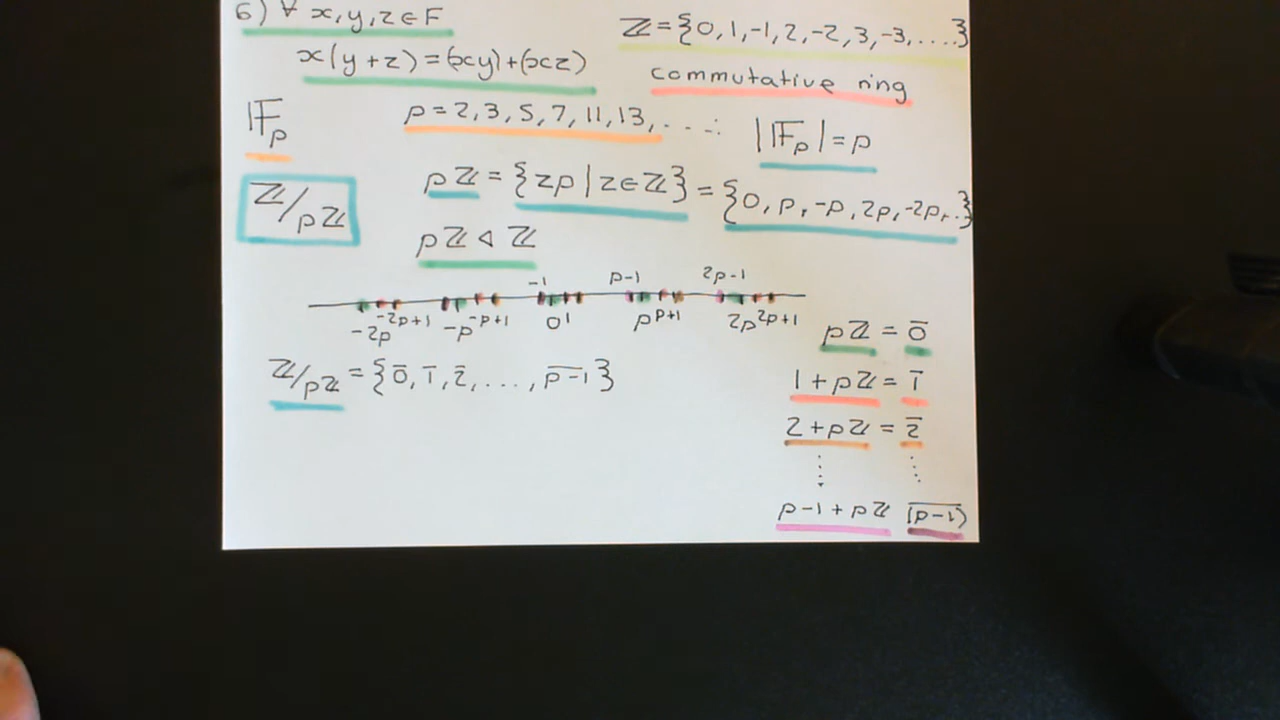 6) ∀ x,y,z∈F
ℤ={0,1,-1,2,-2,3,-3,....}
x(y+z)=(xy)+(xz)
commutative ring
𝔽p
p=2,3,5,7,11,13,....
|𝔽p|=p
ℤ/pℤ
pℤ={zp|z∈ℤ}={0,p,-p,2p,-2p,..}
pℤ◁ℤ
-1 p-1 2p-1
-2p -2p+1 -p -p+1 0 1 p p+1 2p 2p+1
pℤ=0̅
ℤ/pℤ={0̅,1̅,2̅,...,p̅-̅1̅}
1+pℤ=1̅
2+pℤ=2̅
p-1+pℤ (̅p̅-̅1̅)̅